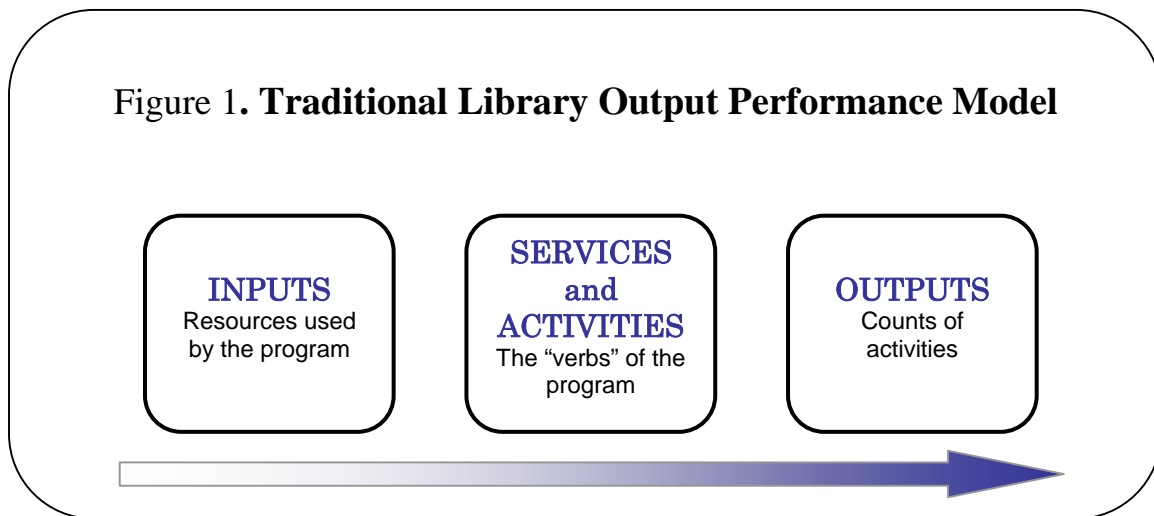 Figure 1. Traditional Library Output Performance Model
INPUTS
Resources used
by the program
SERVICES
and
ACTIVITIES
The “verbs” of the
program
OUTPUTS
Counts of
activities